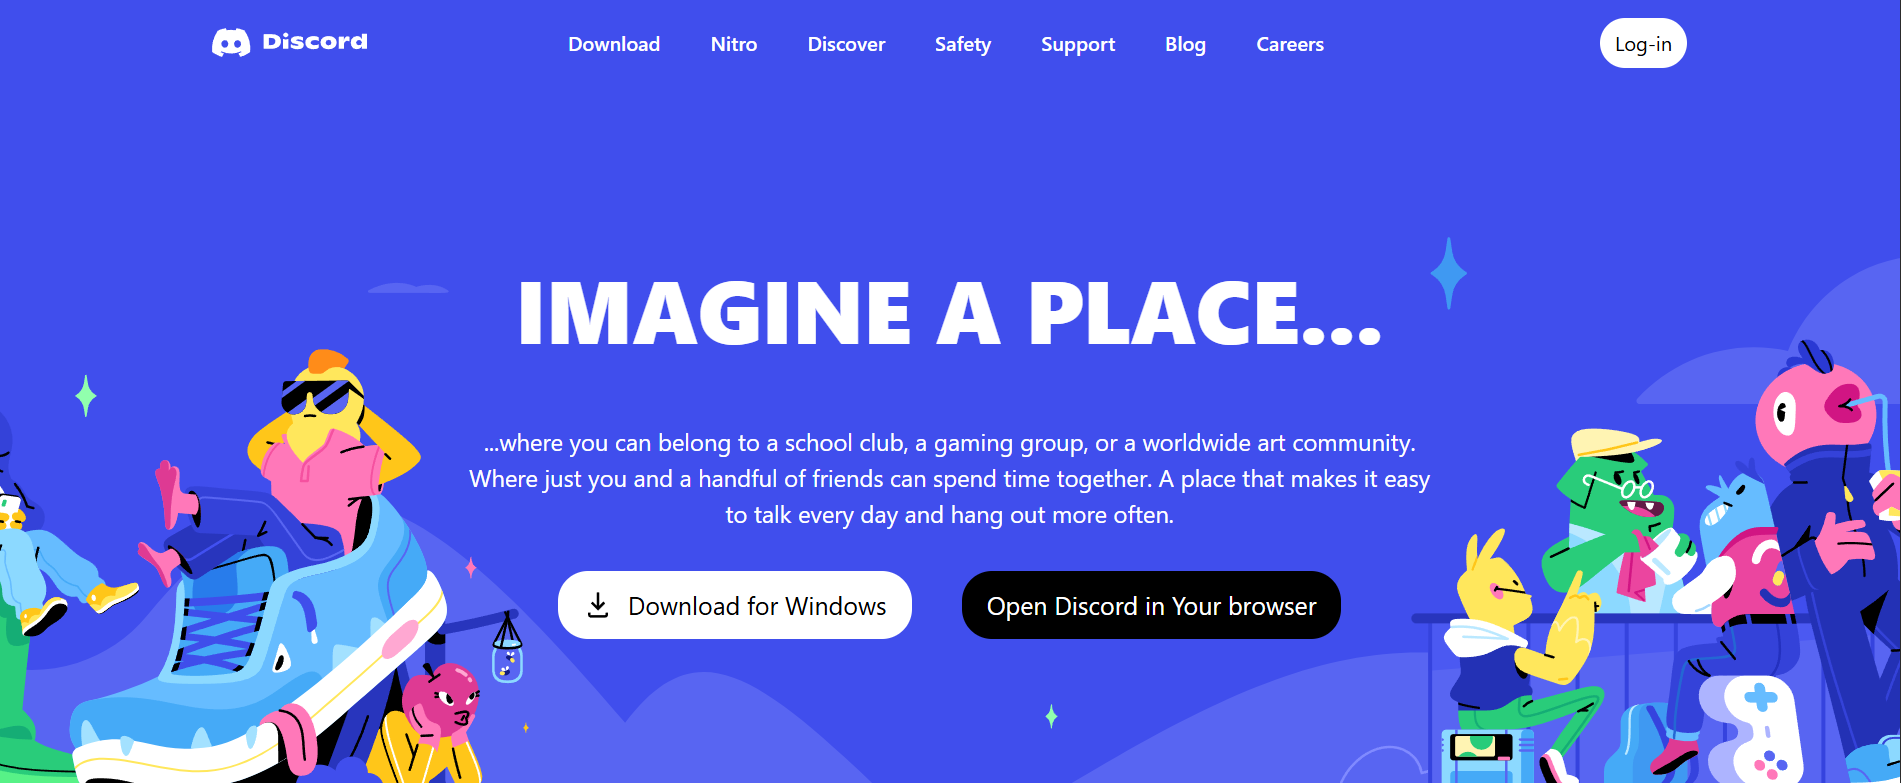 Discord
Download Nitro Discover Safety Support Blog Careers
Log-in
IMAGINE A PLACE...
...where you can belong to a school club, a gaming group, or a worldwide art community.
Where just you and a handful of friends can spend time together. A place that makes it easy
to talk every day and hang out more often.
Download for Windows
Open Discord in Your browser